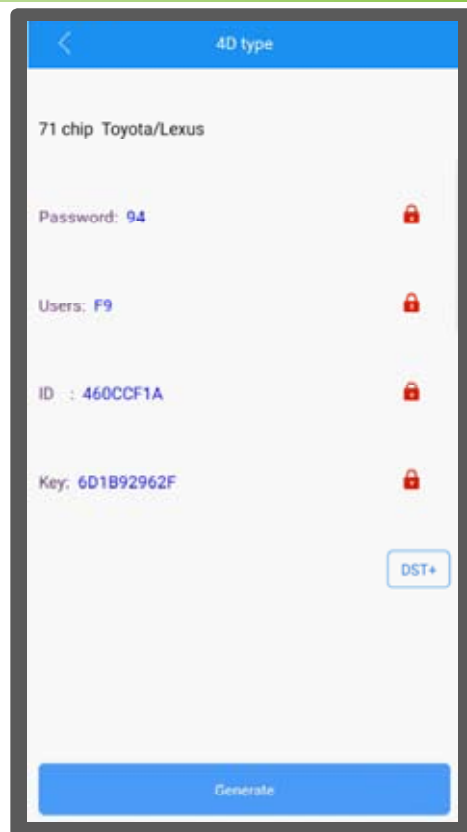 4D type
71 chip Toyota/Lexus
Password: 94
Users: F9
ID : 460CCF1A
Key: 6D1B92962F
DST+
Generate